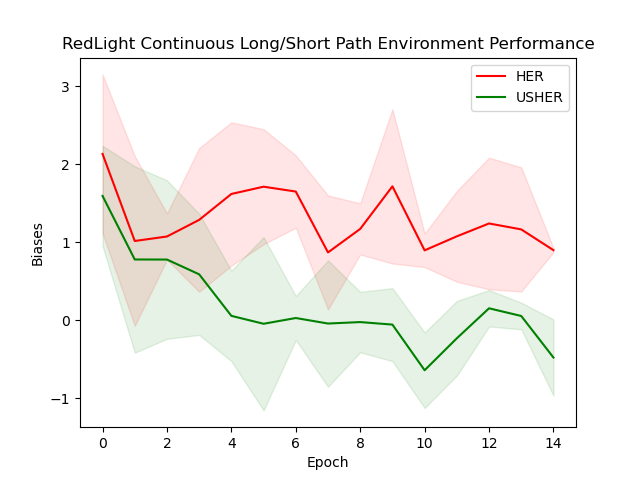 RedLight Continuous Long/Short Path Environment Performance
HER
USHER
3
2
1
0
−1
Biases
0 2 4 6 8 10 12 14
Epoch